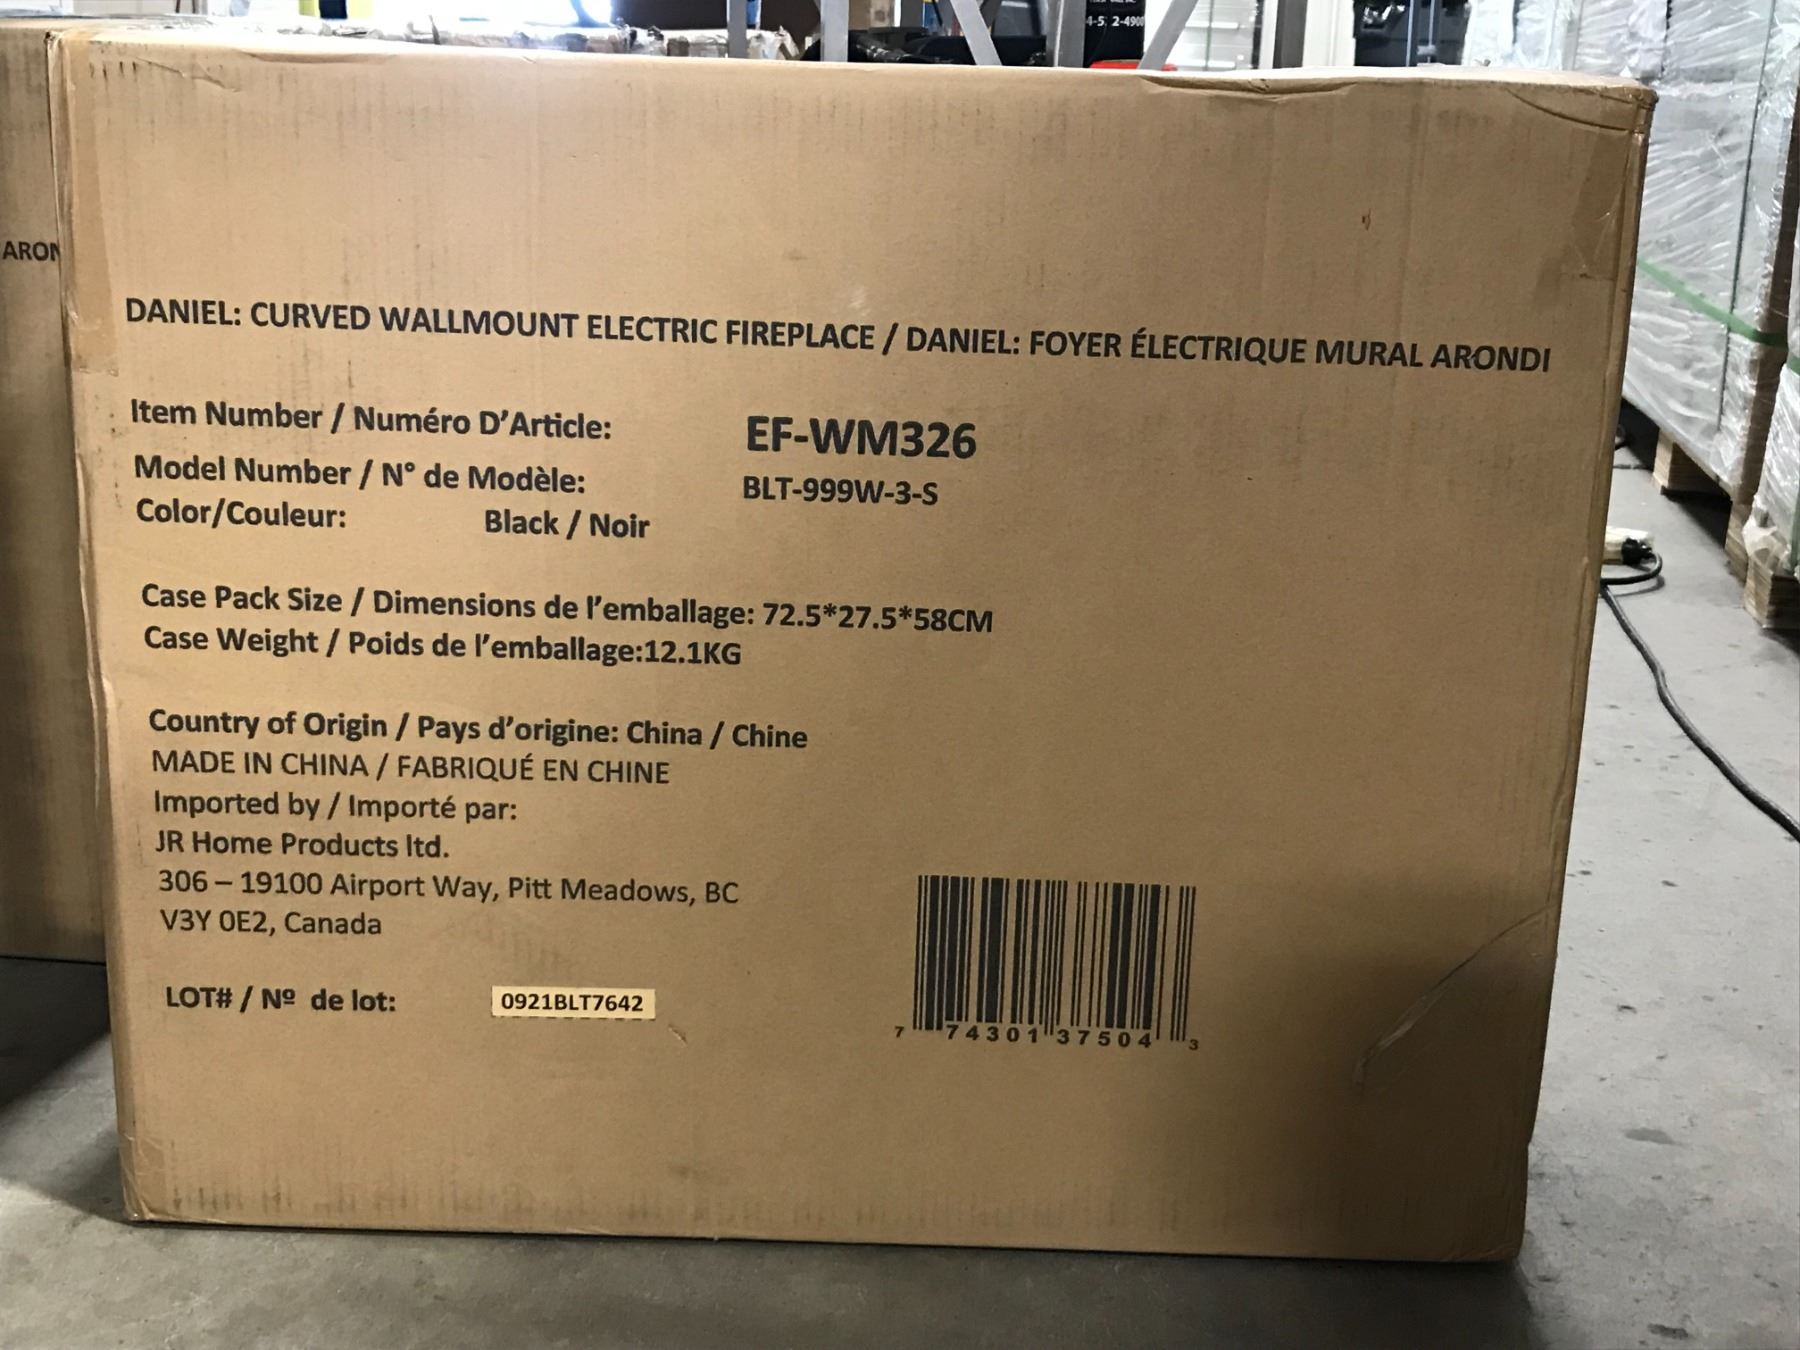 4-5 2-4900
ARON
DANIEL: CURVED WALLMOUNT ELECTRIC FIREPLACE / DANIEL: FOYER ÉLECTRIQUE MURAL ARONDI
Item Number / Numéro D'Article: EF-WM326
Model Number / N° de Modèle: BLT-999W-3-S
Color/Couleur: Black / Noir
Case Pack Size / Dimensions de l'emballage: 72.5*27.5*58CM
Case Weight / Poids de l'emballage:12.1KG
Country of Origin / Pays d'origine: China / Chine
MADE IN CHINA / FABRIQUÉ EN CHINE
Imported by / Importé par:
JR Home Products ltd.
306 – 19100 Airport Way, Pitt Meadows, BC
V3Y 0E2, Canada
LOT# / Nº de lot: 0921BLT7642
7 74301 37504 3